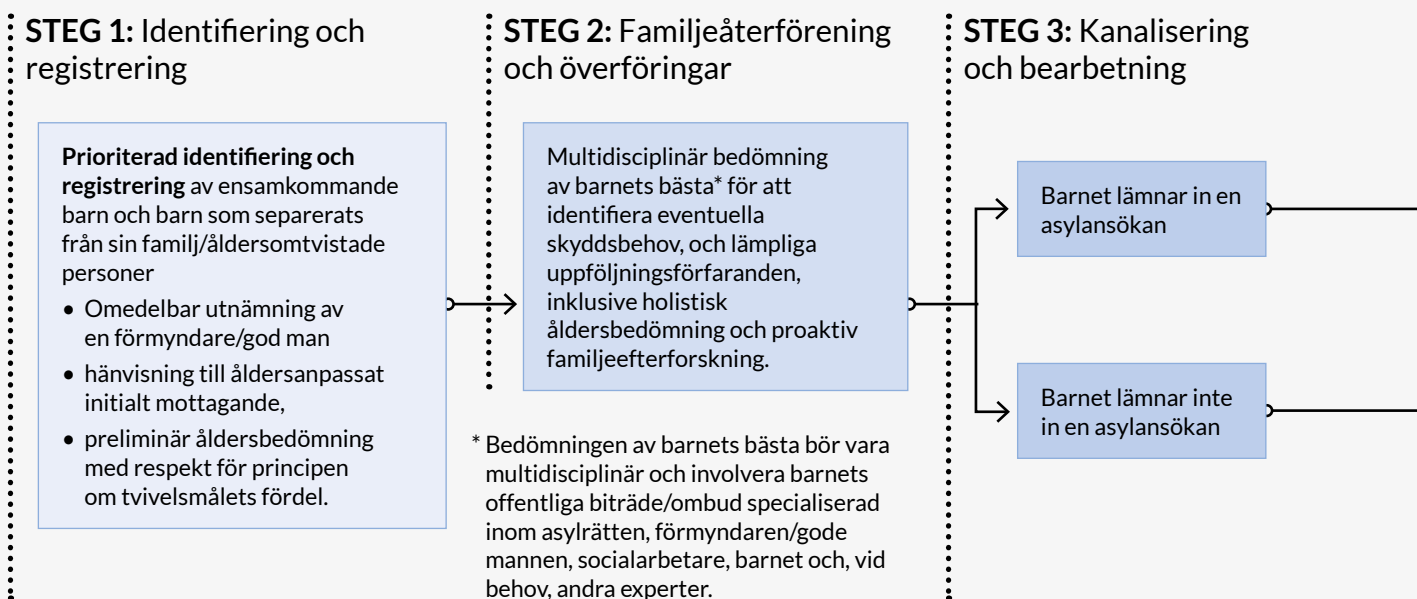 STEG 1: Identifiering och
registrering
Prioriterad identifiering och
registrering av ensamkommande
barn och barn som separerats
från sin familj/åldersomtvistade
personer
• Omedelbar utnämning av
en förmyndare/god man
• hänvisning till åldersanpassat
initialt mottagande,
• preliminär åldersbedömning
med respekt för principen
om tvivelsmålets fördel.
STEG 2: Familjeåterförening
och överföringar
Multidisciplinär bedömning
av barnets bästa* för att
identifiera eventuella
skyddsbehov, och lämpliga
uppföljningsförfaranden,
inklusive holistisk
åldersbedömning och proaktiv
familjeefterforskning.
* Bedömningen av barnets bästa bör vara
multidisciplinär och involvera barnets
offentliga biträde/ombud specialiserad
inom asylrätten, förmyndaren/gode
mannen, socialarbetare, barnet och, vid
behov, andra experter.
STEG 3: Kanalisering
och bearbetning
Barnet lämnar in en
asylansökan
Barnet lämnar inte
in en asylansökan